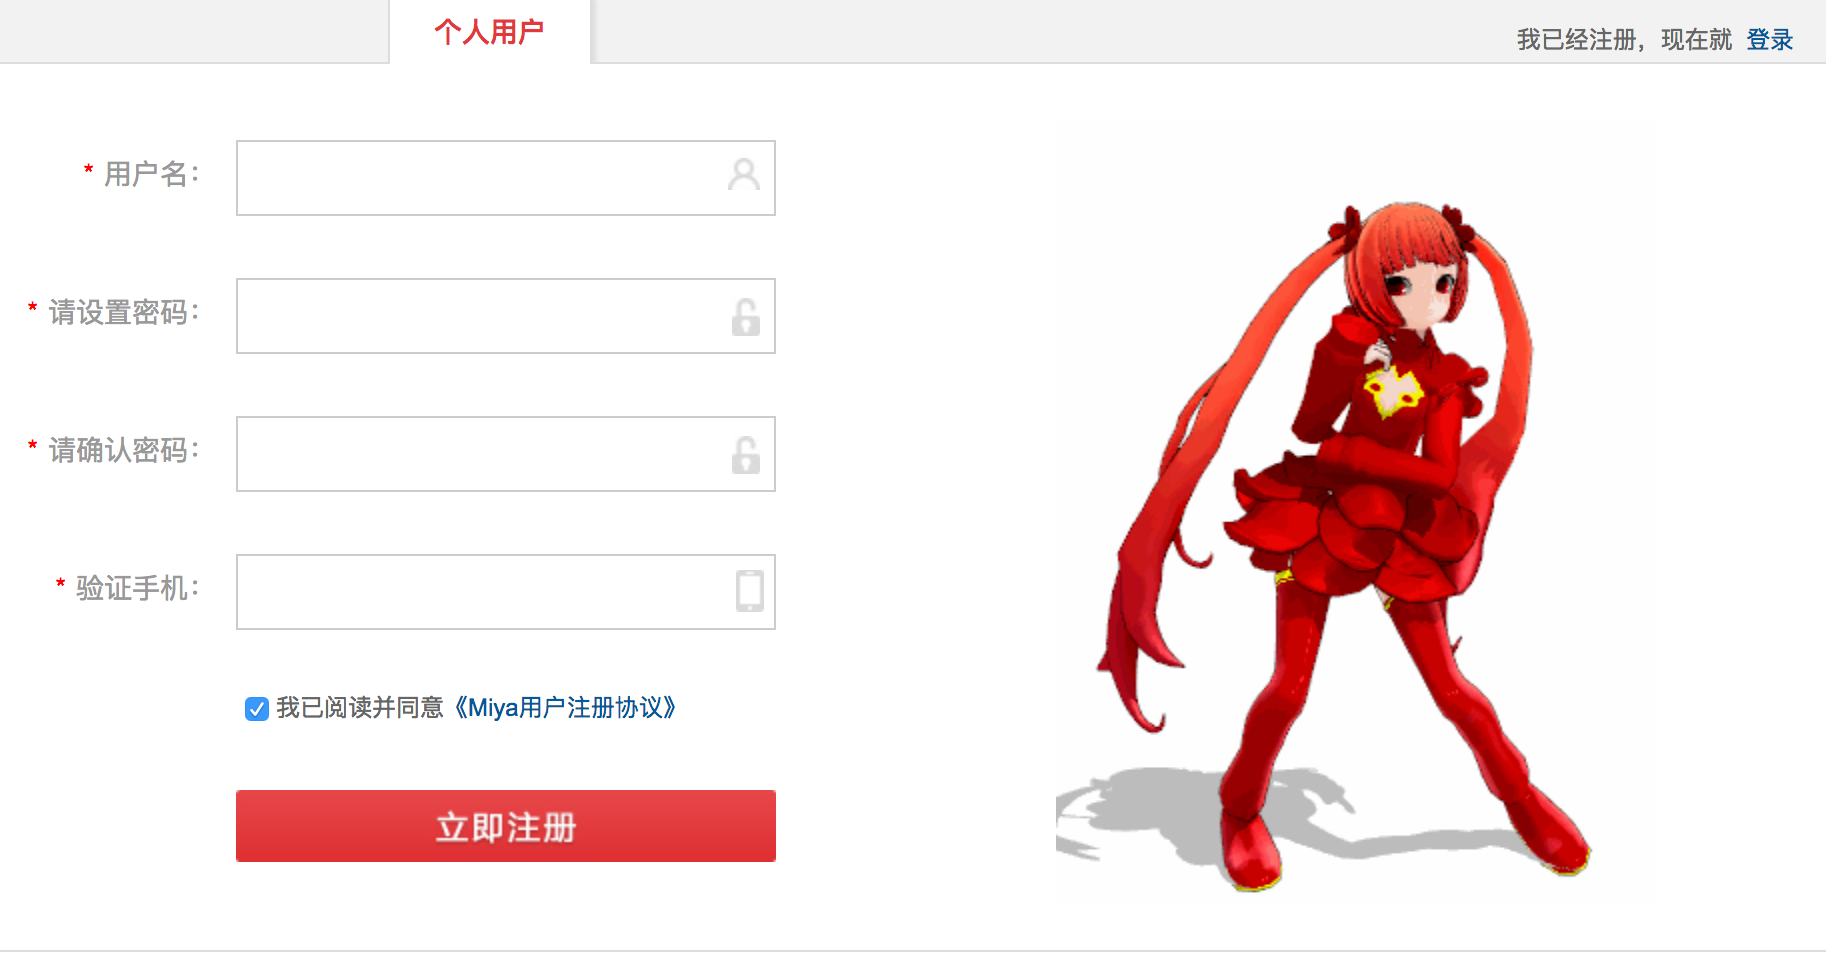 个人用户
我已经注册，现在就 登录
* 用户名：
* 请设置密码：
* 请确认密码：
* 验证手机：
我已阅读并同意《Miya用户注册协议》
立即注册